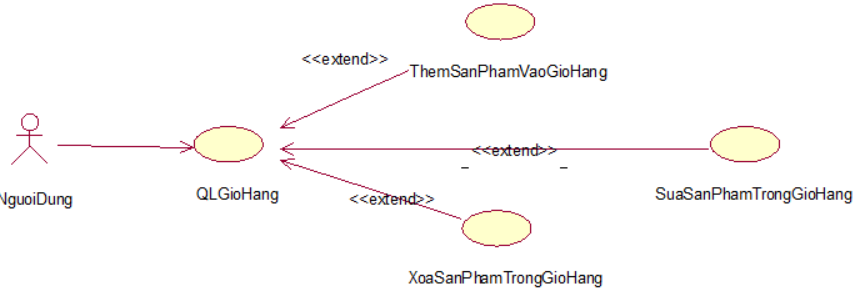 <<extend>>
ThemSanPhamVaoGioHang
<<extend>>
NguoiDung
QLGioHang
<<extend>>
SuaSanPhamTrongGioHang
XoaSanPhamTrongGioHang